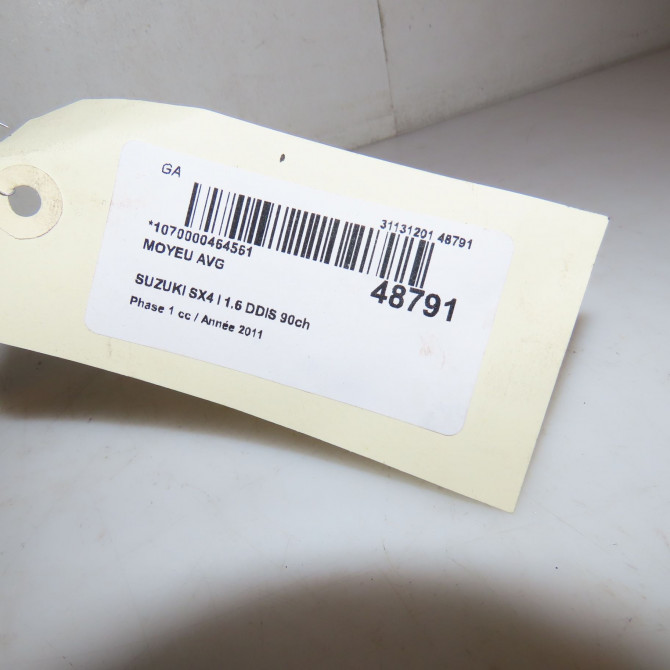 GA
31131201 48791
*1070000464561
MOYEU AVG
48791
SUZUKI SX4 I 1.6 DDIS 90ch
Phase 1 cc / Année 2011